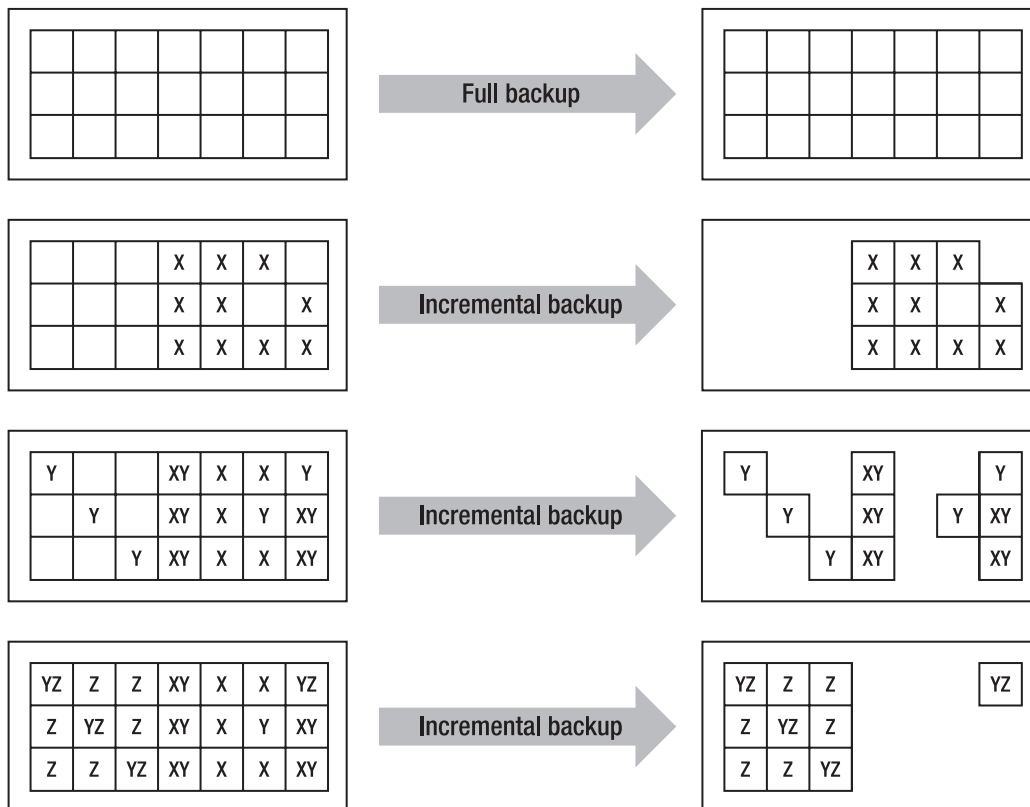 Full backup
X X X
X X X
X X X X
Incremental backup
X X X
X X X
X X X X
Y XY X X Y
Y XY X Y XY
Y XY X X XY
Incremental backup
Y XY Y
Y XY Y XY
Y XY XY
YZ Z Z XY X X YZ
Z YZ Z XY X Y XY
Z Z YZ XY X X XY
Incremental backup
YZ Z Z YZ
Z YZ Z
Z Z YZ